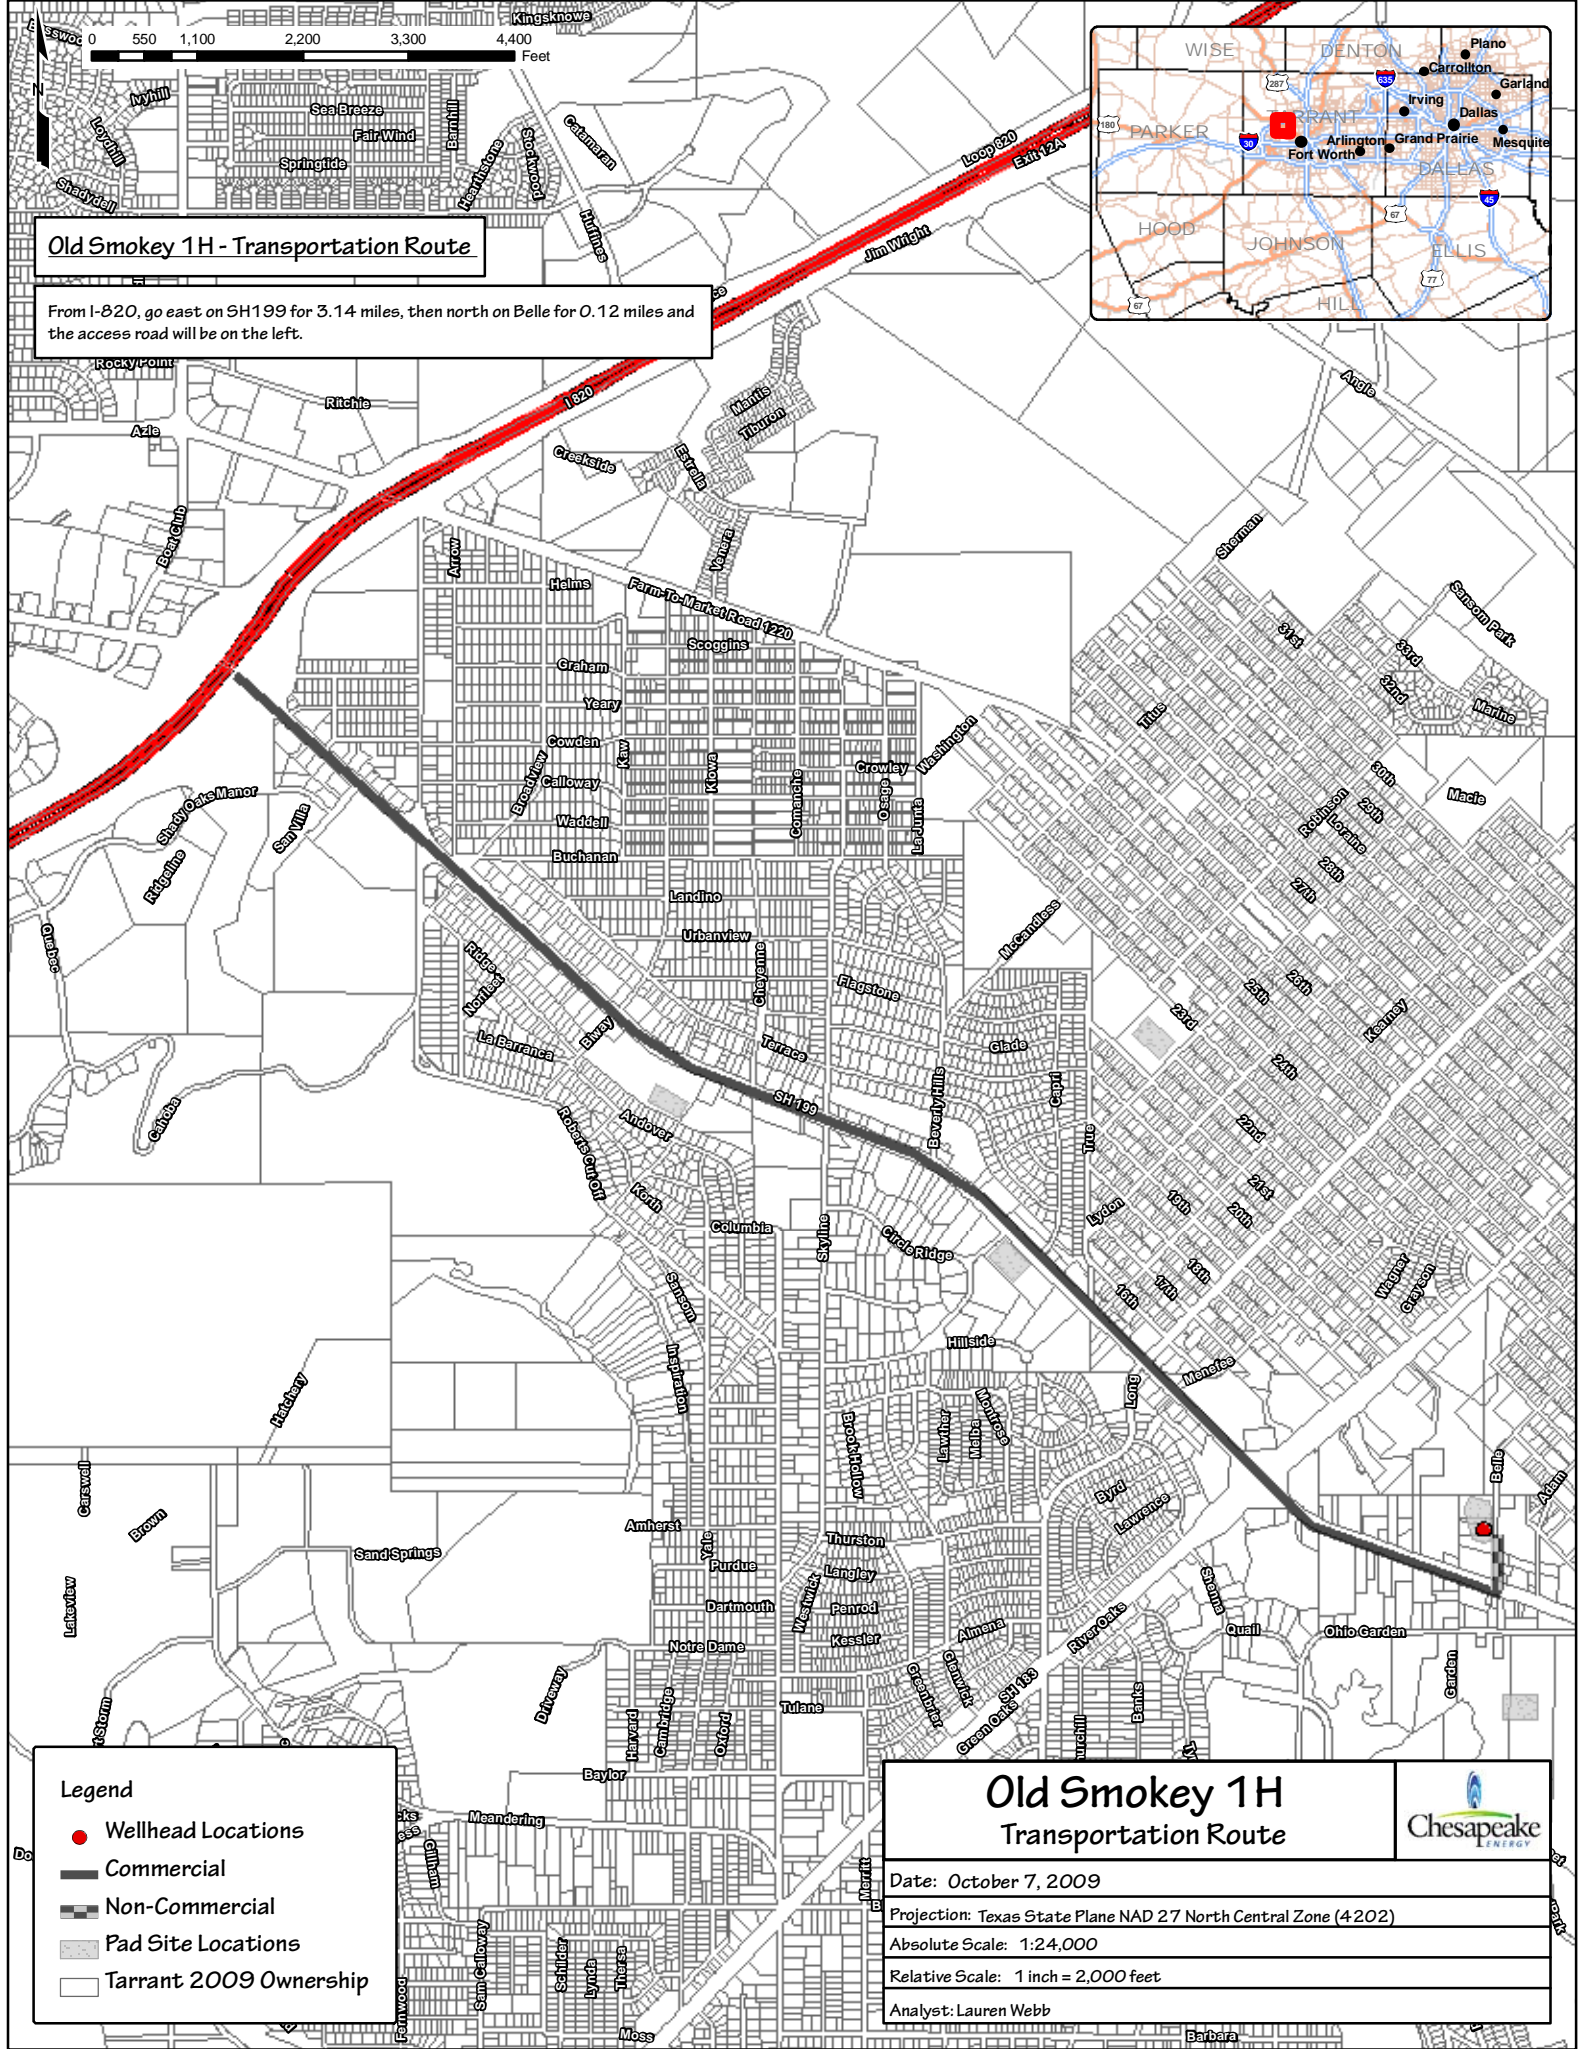 Kingsknowe
0 550 1,100 2,200 3,300 4,400
Feet
N
Ivyhill
Loydhill
Shadydell
Sea Breeze
Fair Wind
Springtide
Barnhill
Hearthstone
Stockwood
Catamaran
Huffines
Loop 820
Exit 12A
Jim Wright
WISE
DENTON
Plano
Carrollton
287
635
Garland
Irving
180
PARKER
Dallas
30
Arlington
Grand Prairie
Mesquite
Fort Worth
DALLAS
45
67
HOOD
JOHNSON
ELLIS
77
67
HILL
Old Smokey 1H - Transportation Route
From I-820, go east on SH199 for 3.14 miles, then north on Belle for 0.12 miles and
the access road will be on the left.
Rocky Point
Ritchie
Azle
Boat Club
I 820
Mantis
Tiburon
Creekside
Estrella
Venera
Angle
Arrow
Helms
Farm-To-Market Road 1220
Scoggins
Sherman
Sansom Park
31st
33rd
32nd
Marine
Graham
Yeary
Cowden
Kaw
Kiowa
Broadview
Calloway
Comanche
Crowley
Osage
Washington
La Junta
Titus
Waddell
Buchanan
30th
29th
Macie
Robinson
Loraine
28th
27th
Shady Oaks Manor
San Villa
Ridgeline
Quebec
Landino
Urbanview
Cheyenne
McCandless
Ridge
Norfleet
Flagstone
La Barranca
Biway
Terrace
Glade
25th
26th
23rd
Kearney
24th
Cahoba
SH 199
Beverly Hills
Capri
True
22nd
Andover
Roberts Cut Off
Korth
Columbia
Skyline
Circle Ridge
Lydon
19th
21st
20th
18th
17th
16th
Wagner
Grayson
Sansom
Inspiration
Hillside
Menefee
Long
Hatchery
Brook Hollow
Lawther
Melba
Montrose
Carswell
Brown
Byrd
Lawrence
Belle
Adam
Amherst
Yale
Purdue
Thurston
Langley
Sand Springs
Lakeview
Dartmouth
Westwick
Penrod
Kessler
Almena
River Oaks
Shenna
Quail
Ohio Garden
Notre Dame
Greenbrier
Glenwick
SH 183
Green Oaks
Garden
Banks
Driveway
Harvard
Cambridge
Oxford
Tulane
Baylor
Meandering
Gillham
Merritt
Sam Calloway
Schilder
Lynda
Thersa
Fernwood
Moss
Barbara
Legend
Wellhead Locations
Commercial
Non-Commercial
Pad Site Locations
Tarrant 2009 Ownership
Old Smokey 1H
Transportation Route
Chesapeake
ENERGY
Date: October 7, 2009
Projection: Texas State Plane NAD 27 North Central Zone (4202)
Absolute Scale: 1:24,000
Relative Scale: 1 inch = 2,000 feet
Analyst: Lauren Webb